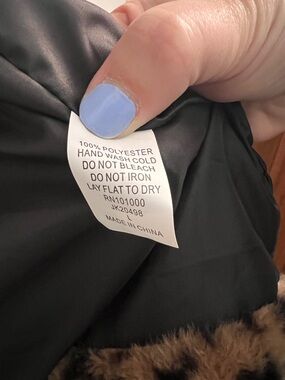 100% POLYESTER
HAND WASH COLD
DO NOT BLEACH
DO NOT IRON
LAY FLAT TO DRY
RN101000
JK20498
L
MADE IN CHINA